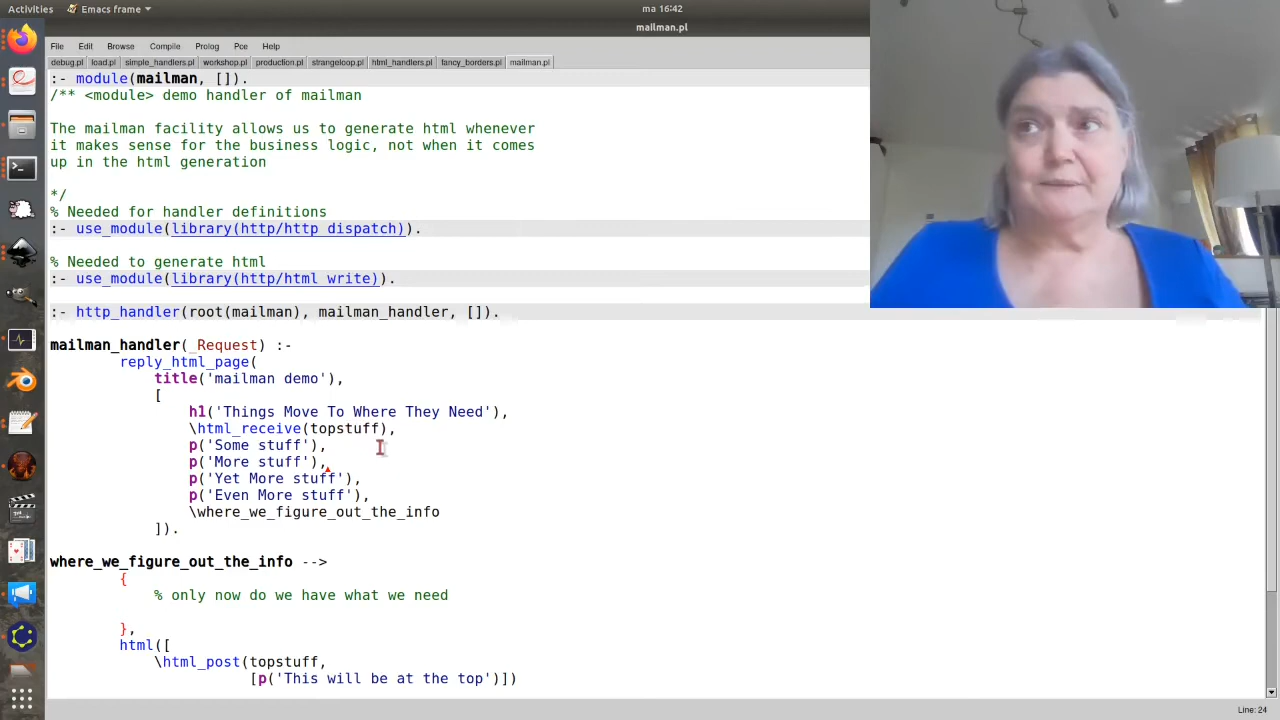 Activities Emacs frame ma 16:42
mailman.pl
File Edit Browse Compile Prolog Pce Help
debug.pl load.pl simple_handlers.pl workshop.pl production.pl strangeloop.pl html_handlers.pl fancy_borders.pl mailman.pl
:- module(mailman, []).
/** <module> demo handler of mailman
The mailman facility allows us to generate html whenever
it makes sense for the business logic, not when it comes
up in the html generation
*/
% Needed for handler definitions
:- use_module(library(http/http_dispatch)).
% Needed to generate html
:- use_module(library(http/html_write)).
:- http_handler(root(mailman), mailman_handler, []).
mailman_handler(_Request) :-
reply_html_page(
title('mailman demo'),
[
h1('Things Move To Where They Need'),
\html_receive(topstuff),
p('Some stuff'),
p('More stuff'),
p('Yet More stuff'),
p('Even More stuff'),
\where_we_figure_out_the_info
]).
where_we_figure_out_the_info -->
{
% only now do we have what we need
},
html([
\html_post(topstuff,
[p('This will be at the top')])
Line: 24